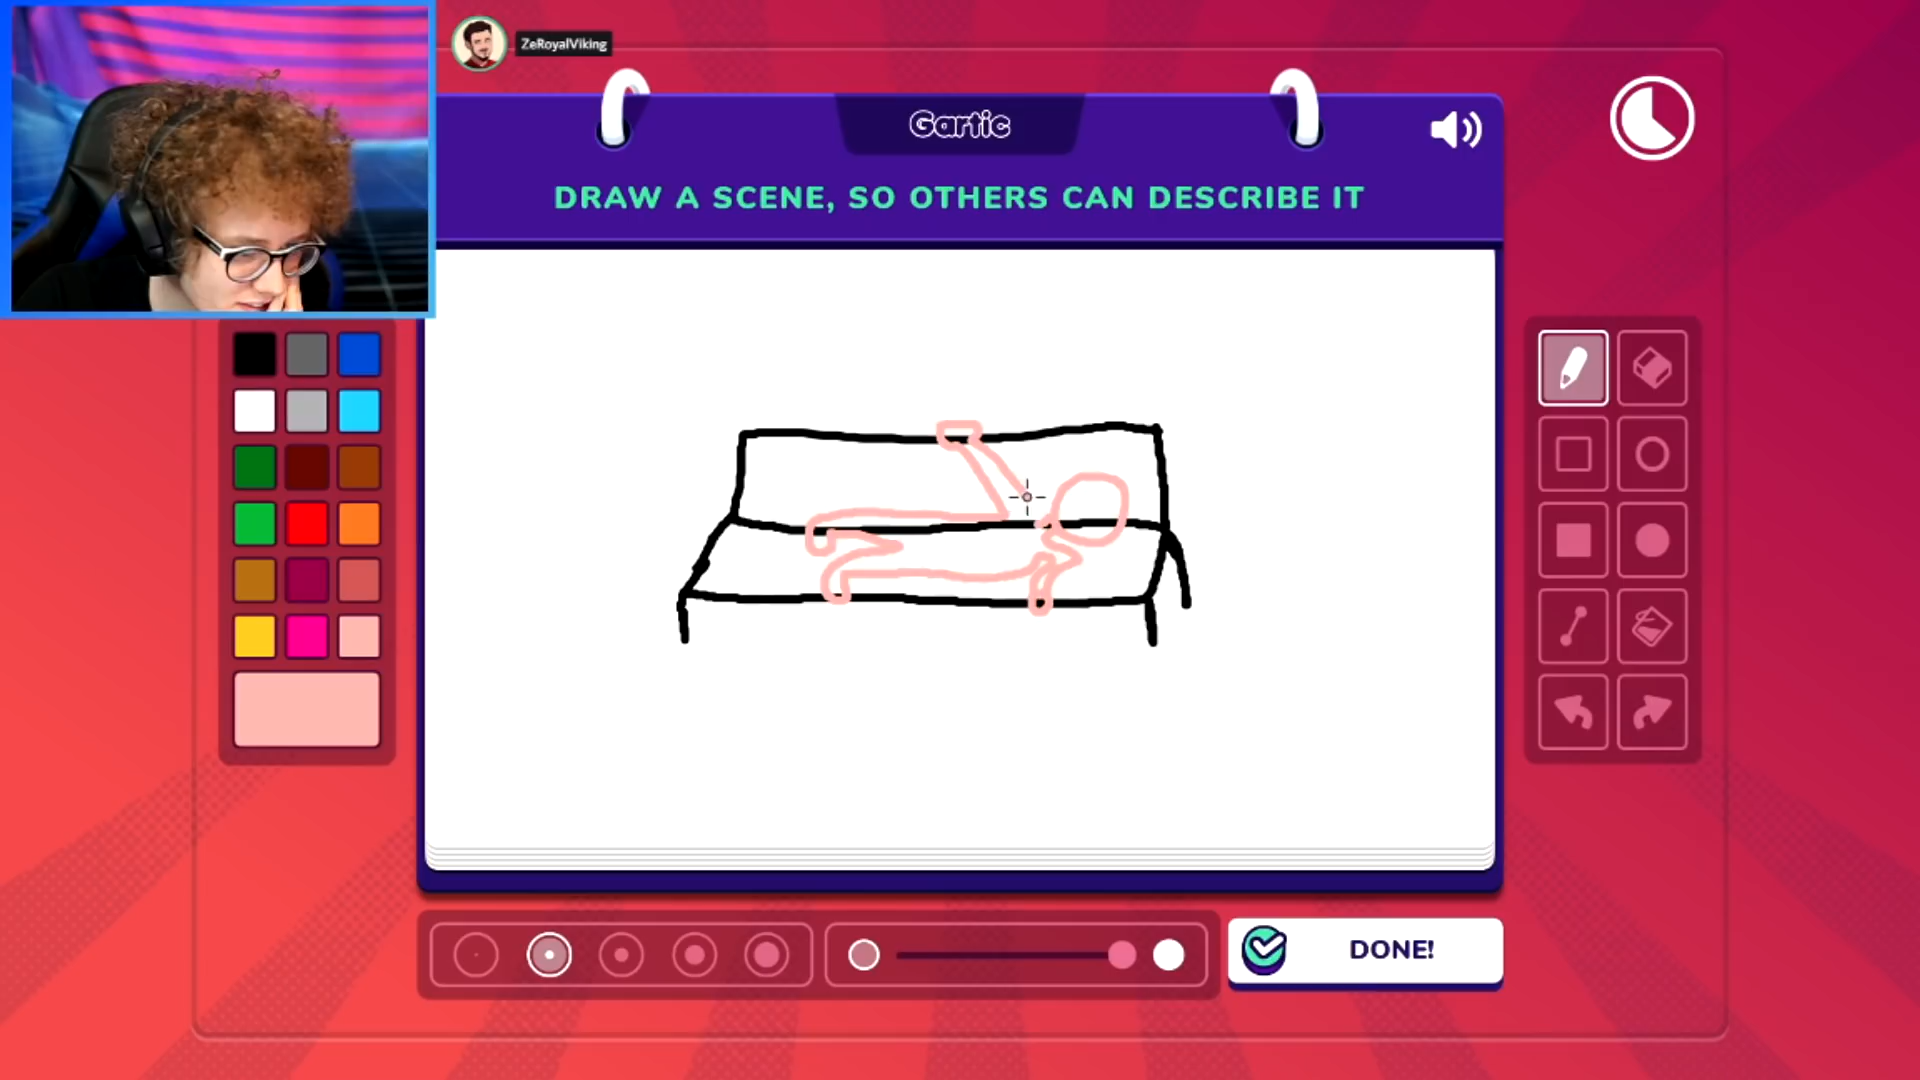 ZeRoyalViking
Gartic
DRAW A SCENE, SO OTHERS CAN DESCRIBE IT
DONE!